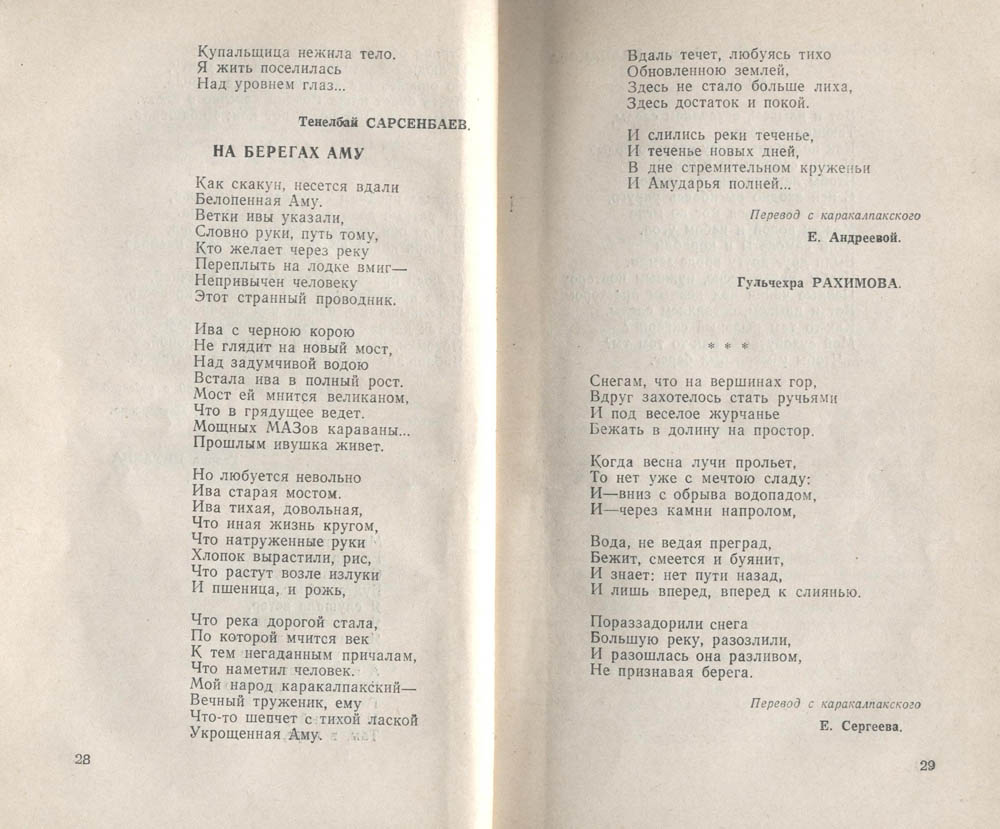 Купальщица нежила тело.
Я жить поселилась
Над уровнем глаз...
Тенелбай САРСЕНБАЕВ.
НА БЕРЕГАХ АМУ
Как скакун, несется вдали
Белопенная Аму.
Ветки ивы указали,
Словно руки, путь тому,
Кто желает через реку
Переплыть на лодке вмиг—
Непривычен человеку
Этот странный проводник.
Ива с черною корою
Не глядит на новый мост,
Над задумчивой водою
Встала ива в полный рост.
Мост ей мнится великаном,
Что в грядущее ведет.
Мощных МАЗов караваны...
Прошлым ивушка живет.
Но любуется невольно
Ива старая мостом.
Ива тихая, довольная,
Что иная жизнь кругом,
Что натруженные руки
Хлопок вырастили, рис,
Что растут возле излуки
И пшеница, и рожь,
Что река дорогой стала,
По которой мчится век
К тем негаданным причалам,
Что наметил человек.
Мой народ каракалпакский—
Вечный труженик, ему
Что-то шепчет с тихой лаской
Укрощенная Аму.
28
Вдаль течет, любуясь тихо
Обновленною землей,
Здесь не стало больше лиха,
Здесь достаток и покой.
И слились реки теченье,
И теченье новых дней,
В дне стремительном круженьи
И Амударья полней...
Перевод с каракалпакского
Е. Андреевой.
Гульчехра РАХИМОВА.
* * *
Снегам, что на вершинах гор,
Вдруг захотелось стать ручьями
И под веселое журчанье
Бежать в долину на простор.
Когда весна лучи прольет,
То нет уже с мечтою сладу:
И—вниз с обрыва водопадом,
И—через камни напролом,
Вода, не ведая преград,
Бежит, смеется и буянит,
И знает: нет пути назад,
И лишь вперед, вперед к слиянью.
Пораззадорили снега
Большую реку, разозлили,
И разошлась она разливом,
Не признавая берега.
Перевод с каракалпакского
Е. Сергеева.
29